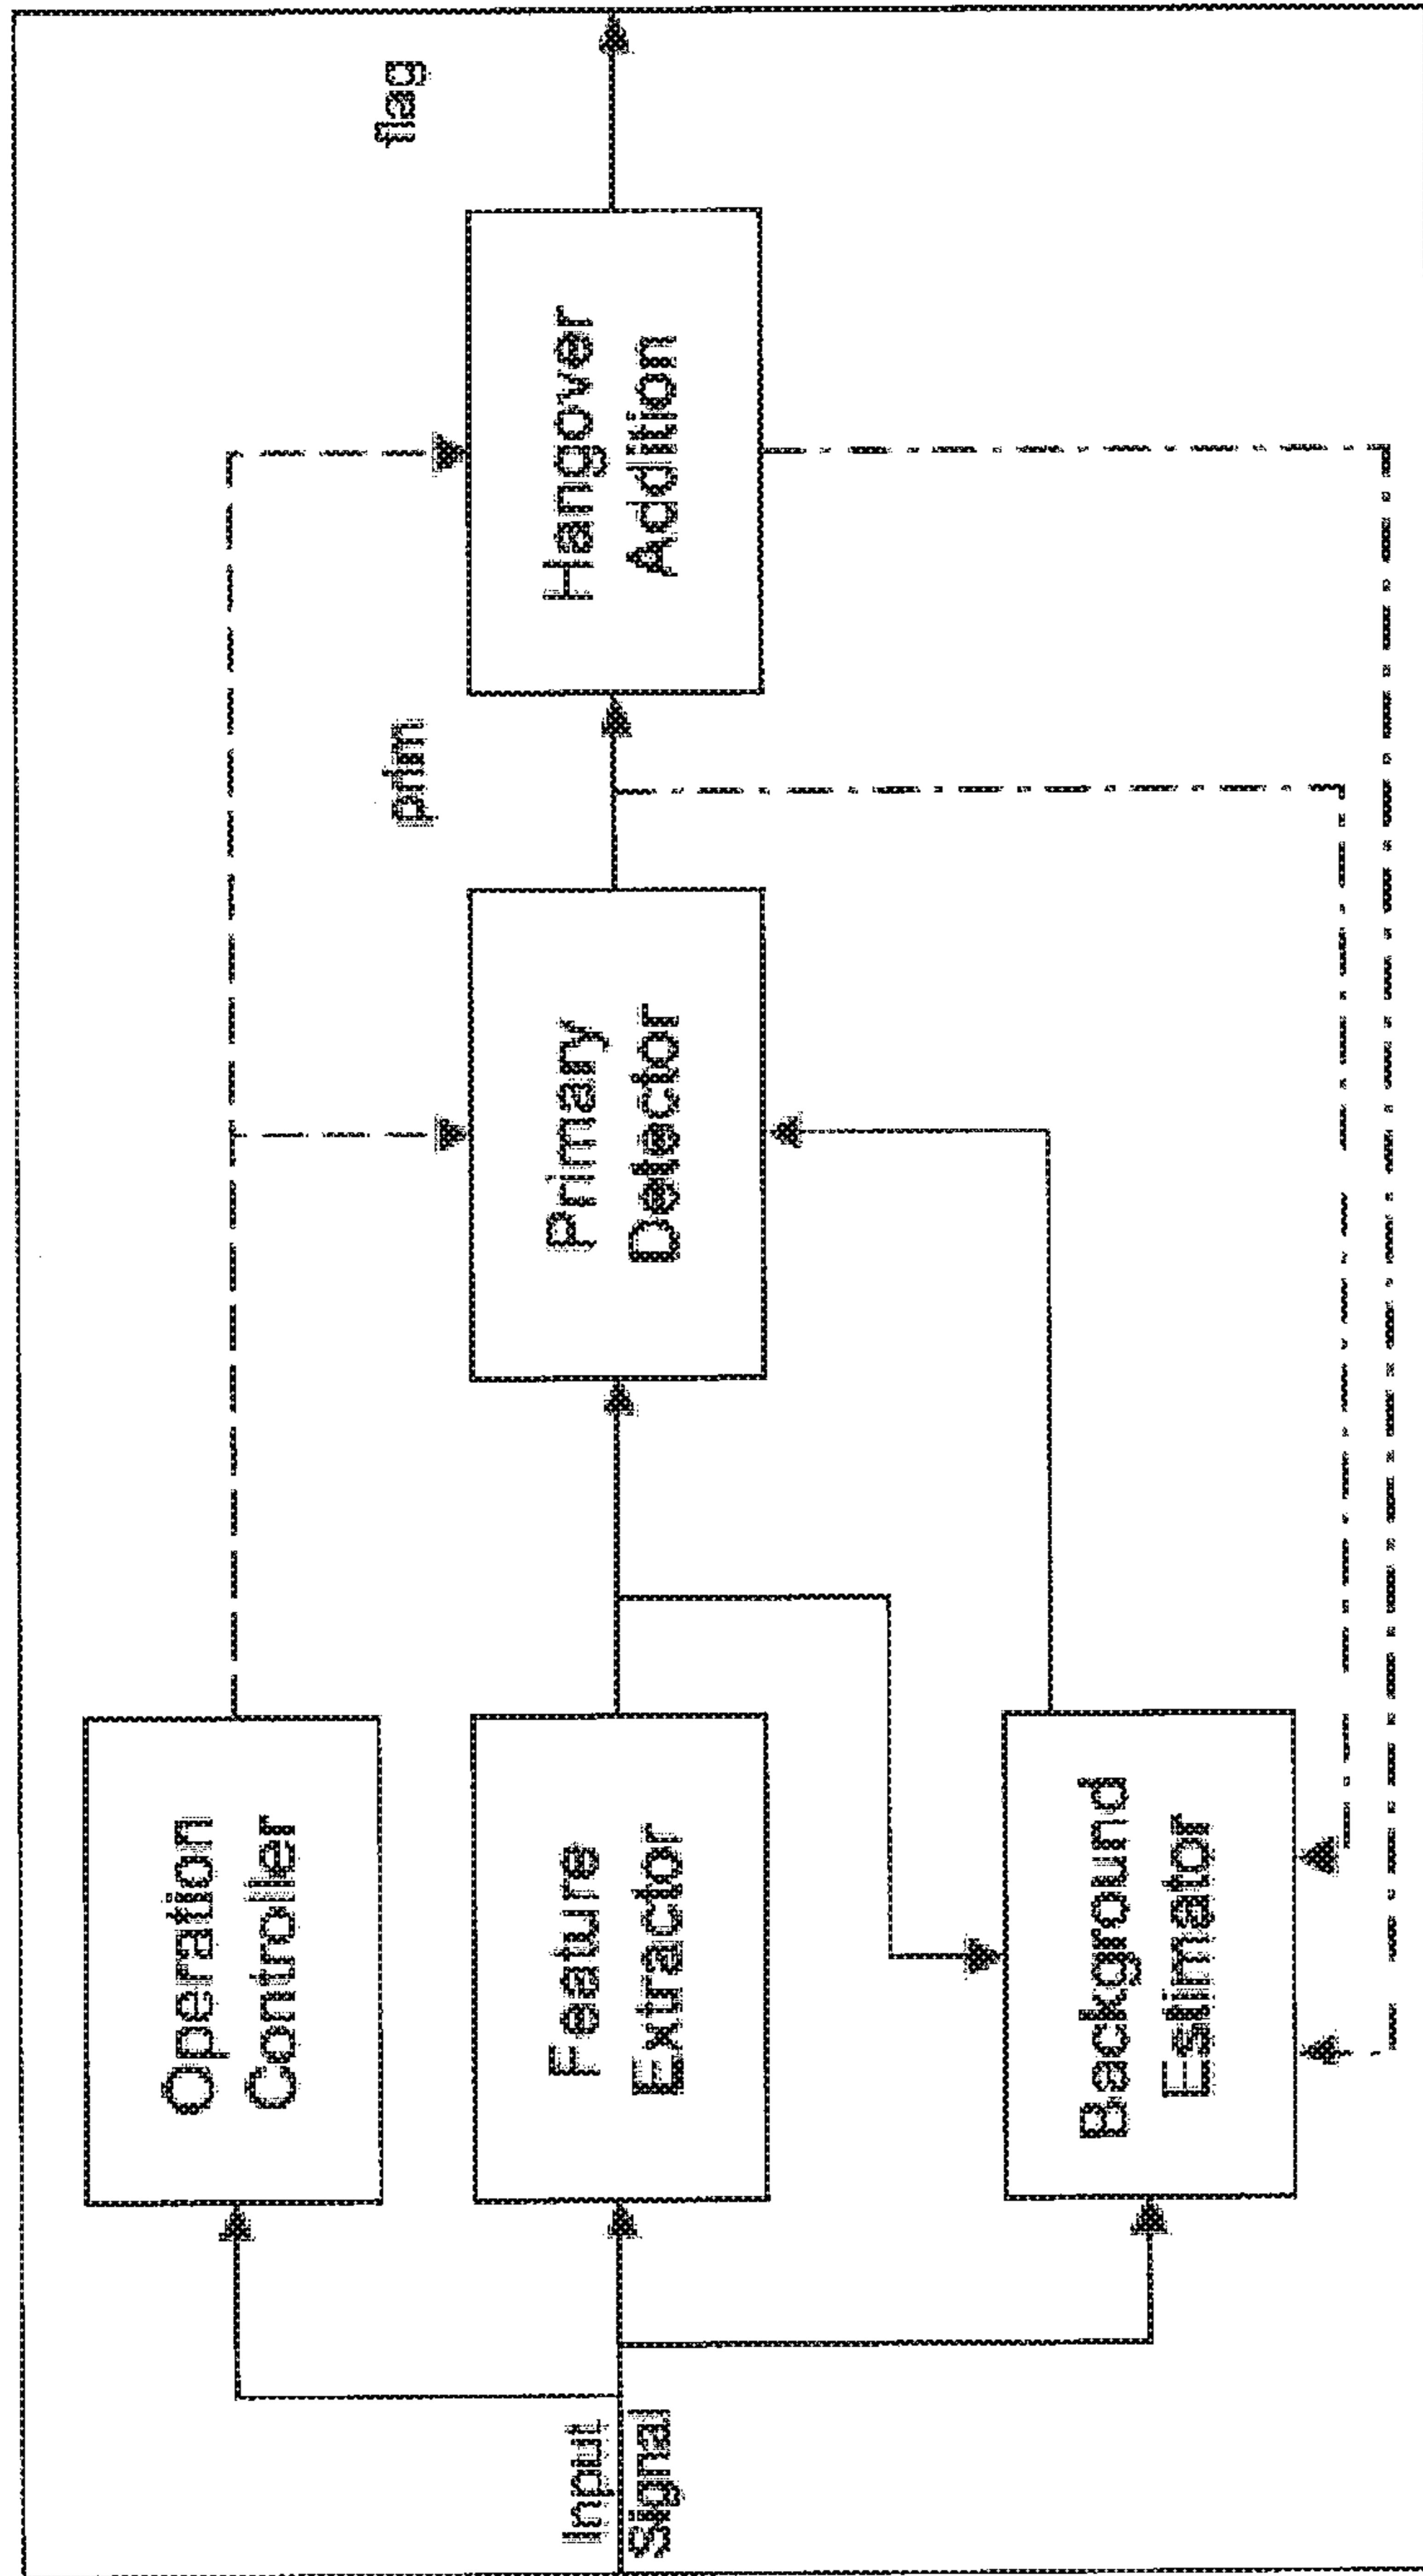 Operation
Controller
flag
prim
Input
Signal
Feature
Extractor
Primary
Detector
Hangover
Addition
Background
Estimator